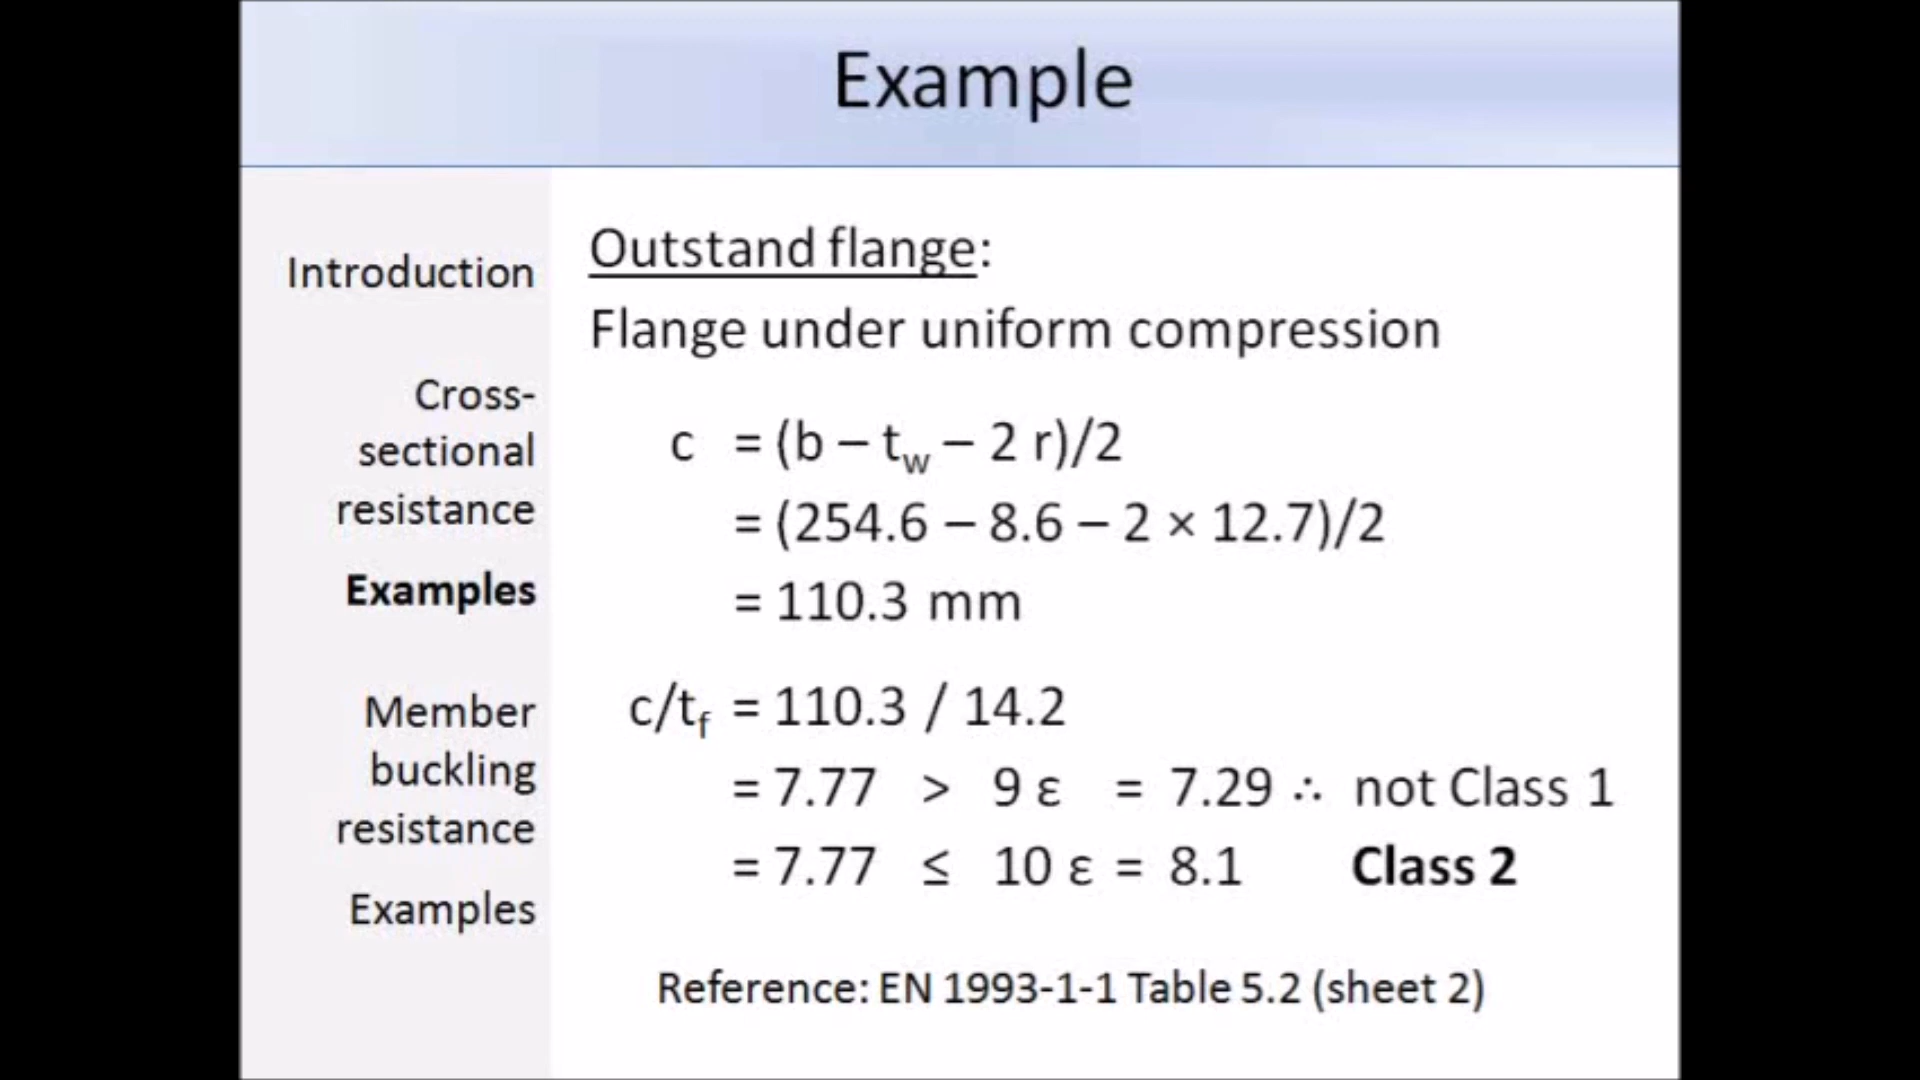 Example
Introduction
Cross-
sectional
resistance
Examples
Member
buckling
resistance
Examples
Outstand flange:
Flange under uniform compression
c = (b – t_w – 2 r)/2
= (254.6 – 8.6 – 2 × 12.7)/2
= 110.3 mm
c/t_f = 110.3 / 14.2
= 7.77 > 9 ε = 7.29 ∴ not Class 1
= 7.77 ≤ 10 ε = 8.1 Class 2
Reference: EN 1993-1-1 Table 5.2 (sheet 2)